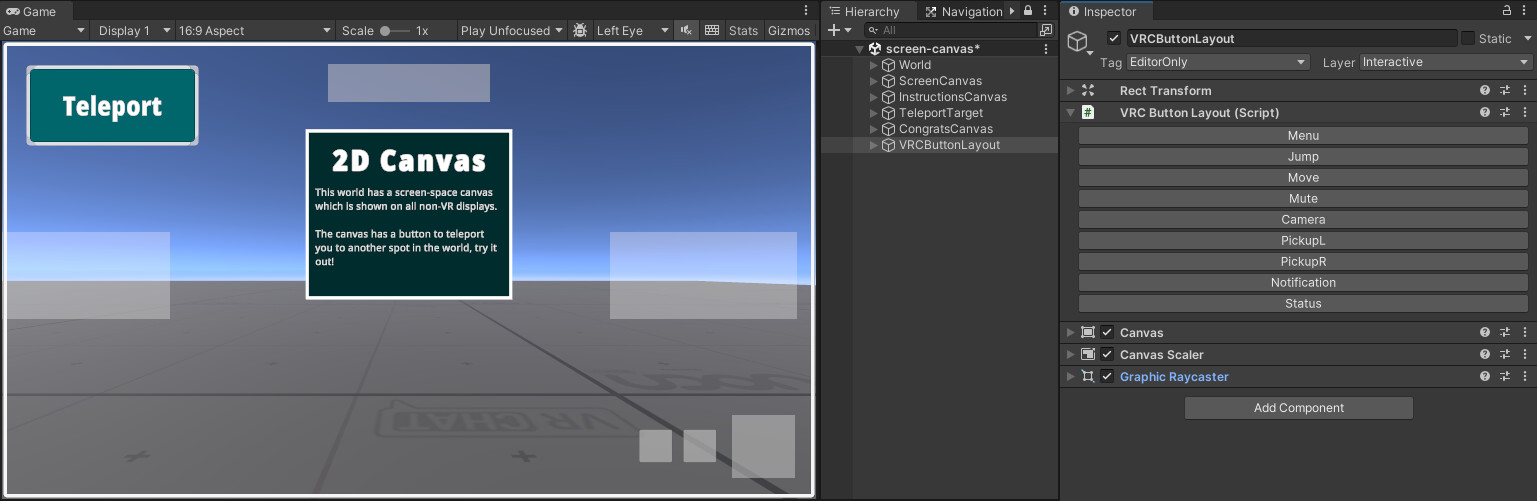 Game
Game
Display 1
16:9 Aspect
Scale
1x
Play Unfocused
Left Eye
Stats
Gizmos
Teleport
2D Canvas
This world has a screen-space canvas
which is shown on all non-VR displays.
The canvas has a button to teleport
you to another spot in the world, try it
out!
VR CHAT
Hierarchy
Navigation
All
screen-canvas*
World
ScreenCanvas
InstructionsCanvas
TeleportTarget
CongratsCanvas
VRCButtonLayout
Inspector
VRCButtonLayout
Static
Tag EditorOnly
Layer Interactive
Rect Transform
# VRC Button Layout (Script)
Menu
Jump
Move
Mute
Camera
PickupL
PickupR
Notification
Status
Canvas
Canvas Scaler
Graphic Raycaster
Add Component